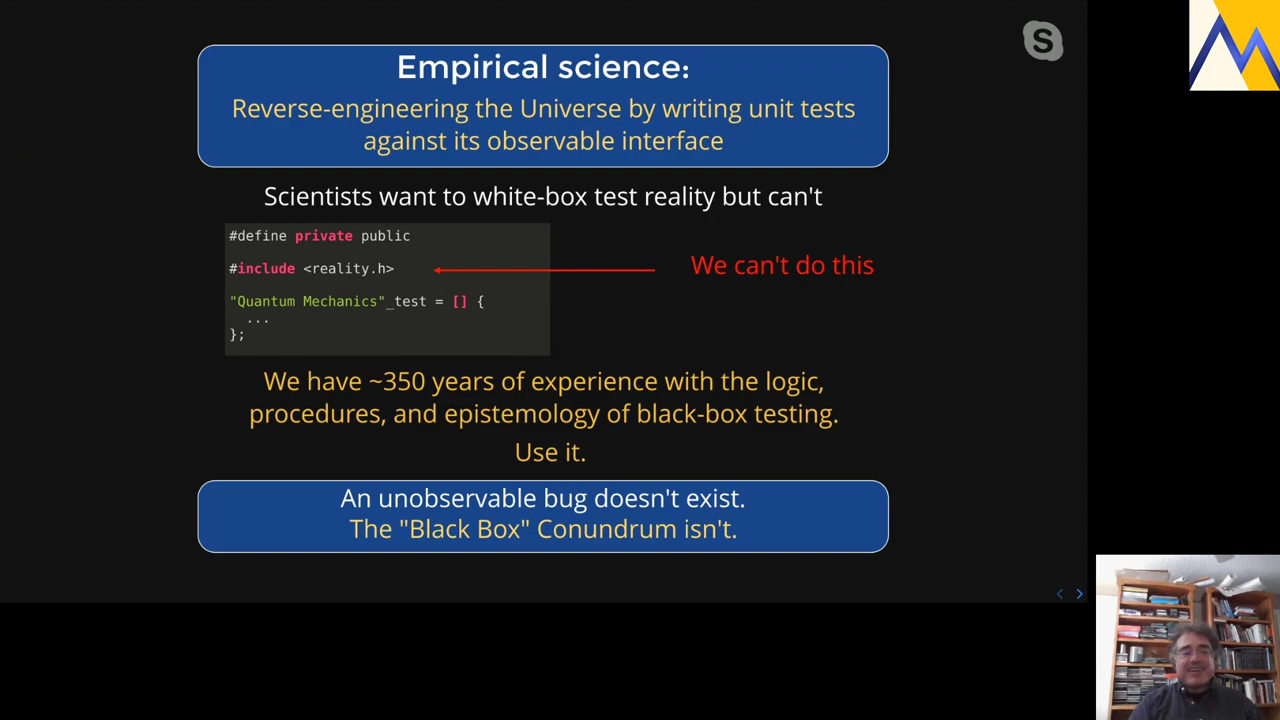 S
Empirical science:
Reverse-engineering the Universe by writing unit tests
against its observable interface
Scientists want to white-box test reality but can't
#define private public
#include <reality.h>
We can't do this
"Quantum Mechanics"_test = [] {
...
};
We have ~350 years of experience with the logic,
procedures, and epistemology of black-box testing.
Use it.
An unobservable bug doesn't exist.
The "Black Box" Conundrum isn't.